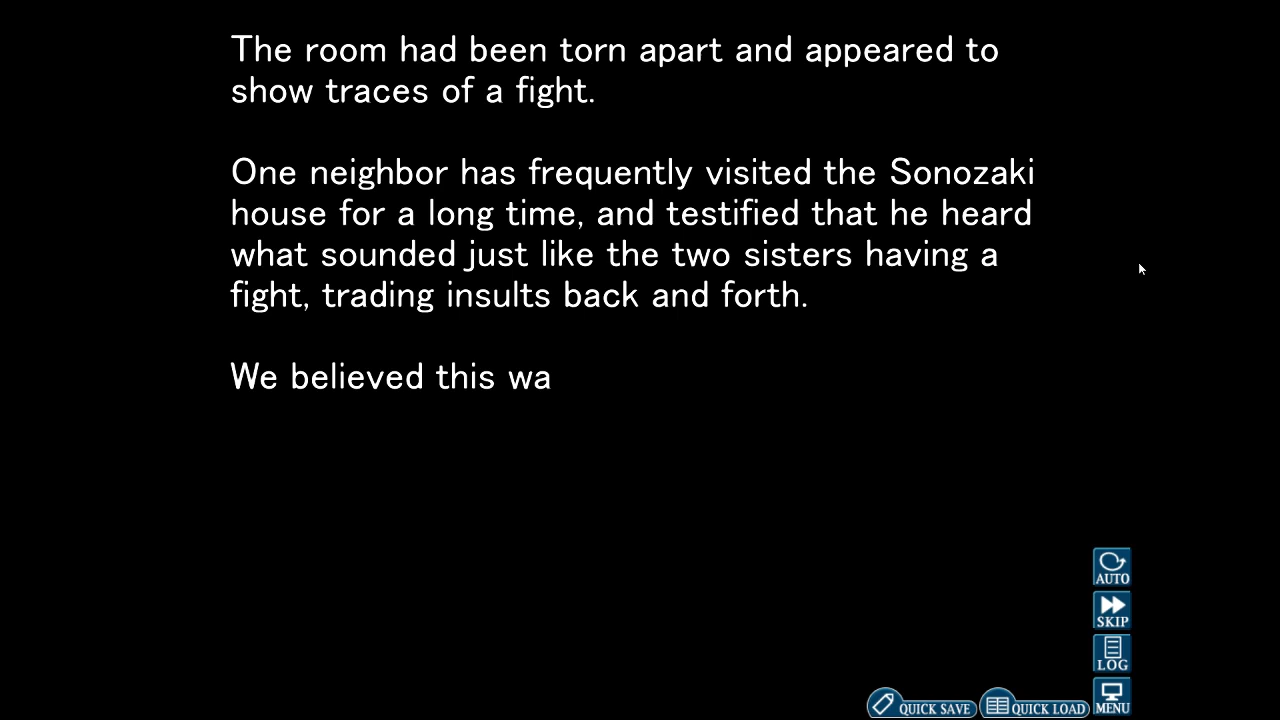 The room had been torn apart and appeared to
show traces of a fight.
One neighbor has frequently visited the Sonozaki
house for a long time, and testified that he heard
what sounded just like the two sisters having a
fight, trading insults back and forth.
We believed this wa
AUTO
SKIP
LOG
QUICK SAVE QUICK LOAD MENU